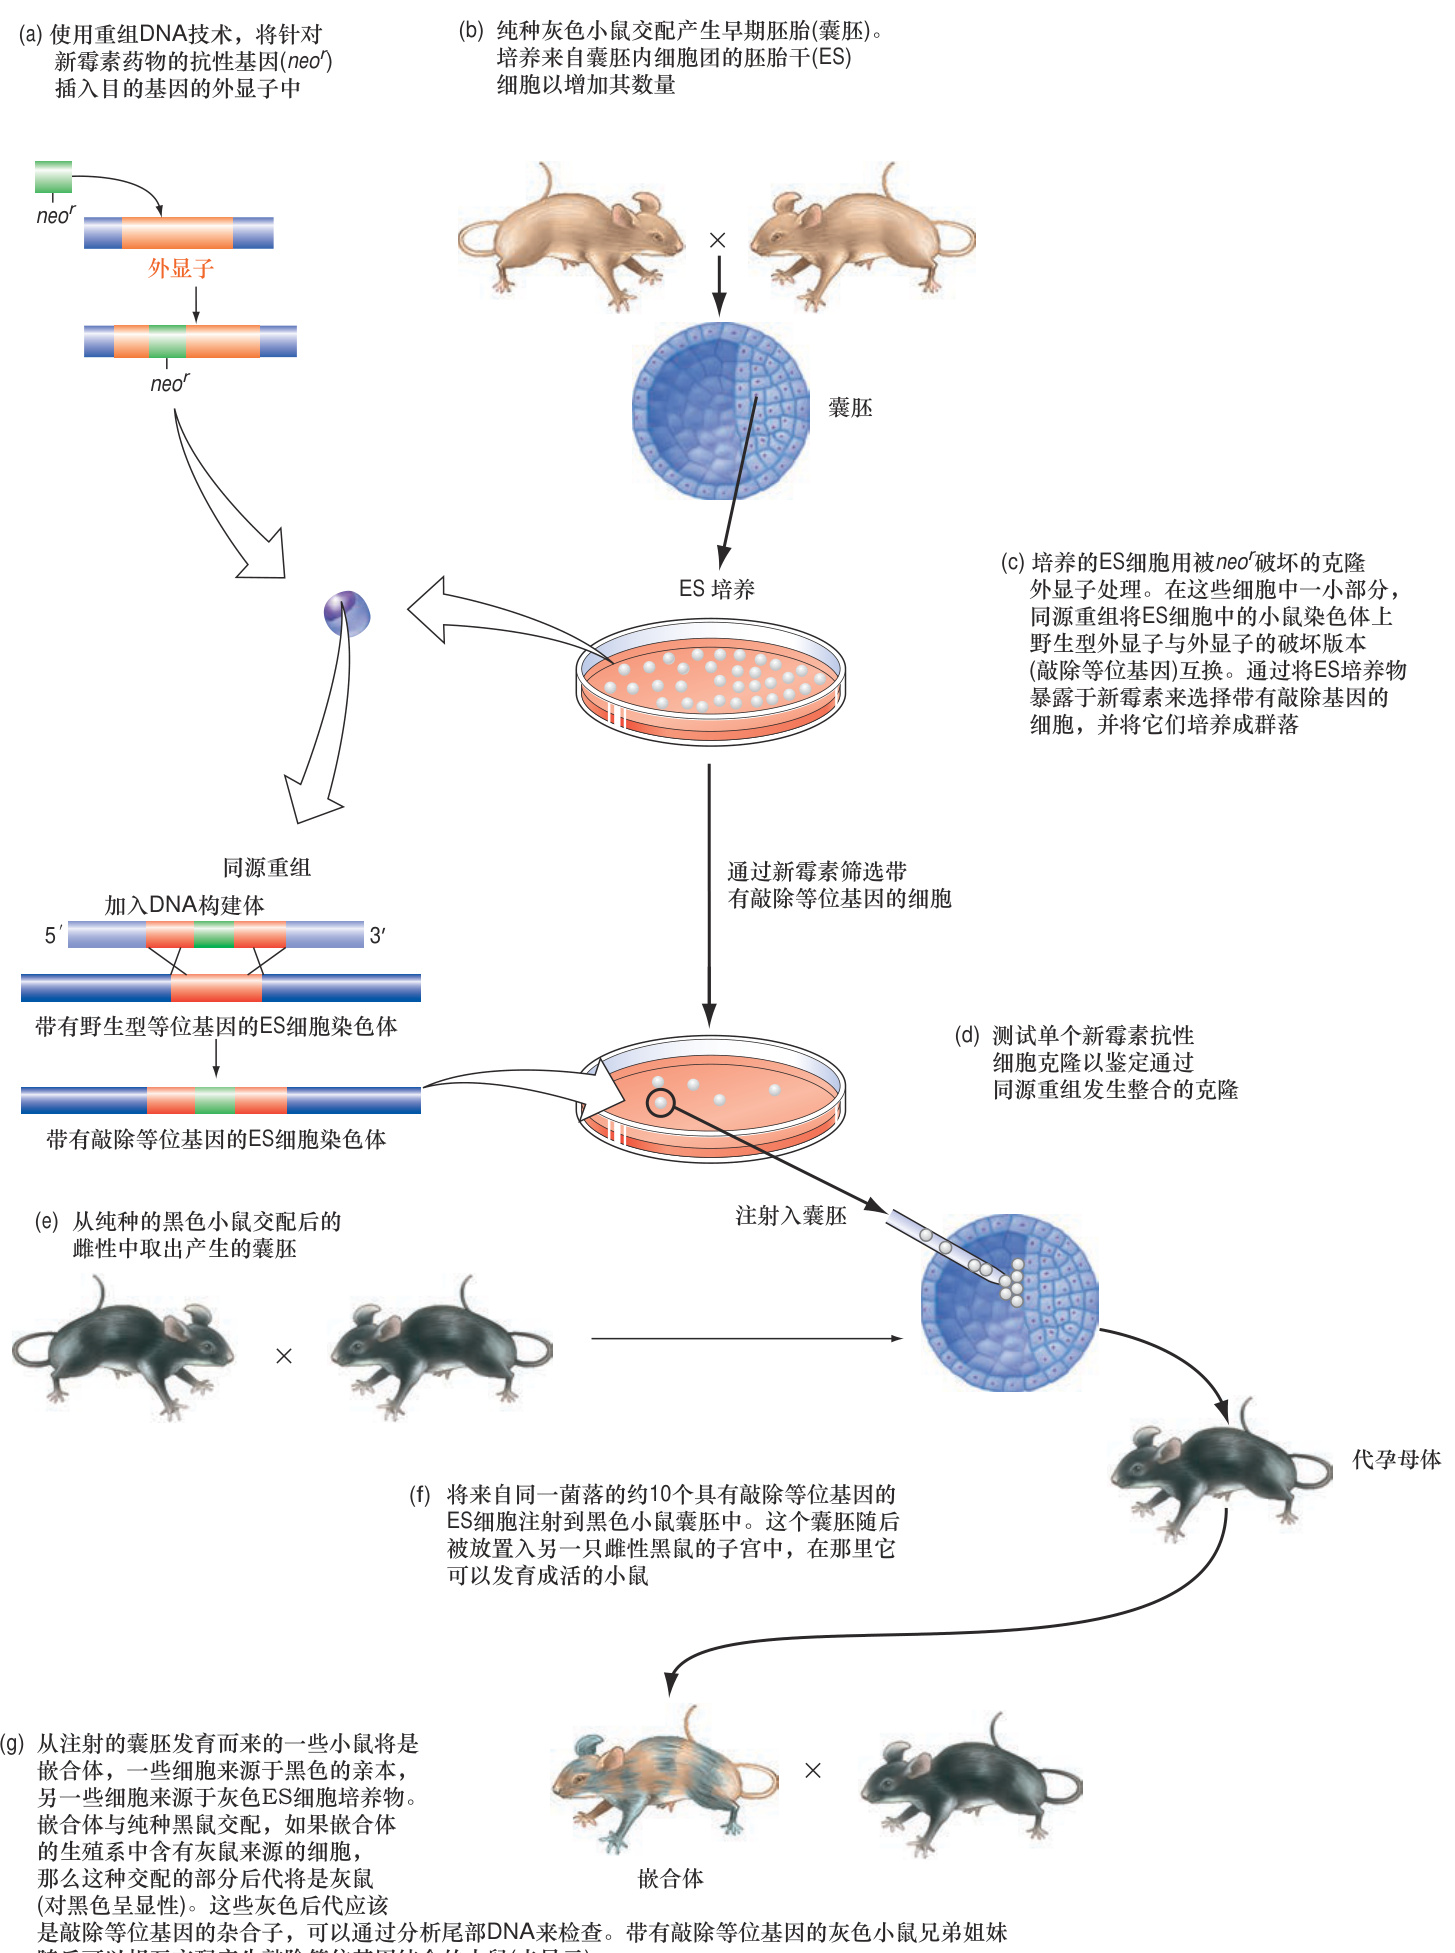 (a) 使用重组DNA技术，将针对
新霉素药物的抗性基因(neoʳ)
插入目的基因的外显子中
(b) 纯种灰色小鼠交配产生早期胚胎(囊胚)。
培养来自囊胚内细胞团的胚胎干(ES)
细胞以增加其数量
neoʳ
外显子
neoʳ
×
囊胚
ES 培养
(c) 培养的ES细胞用被neoʳ破坏的克隆
外显子处理。在这些细胞中一小部分，
同源重组将ES细胞中的小鼠染色体上
野生型外显子与外显子的破坏版本
(敲除等位基因)互换。通过将ES培养物
暴露于新霉素来选择带有敲除基因的
细胞，并将它们培养成群落
同源重组
加入DNA构建体
5′ 3′
带有野生型等位基因的ES细胞染色体
带有敲除等位基因的ES细胞染色体
通过新霉素筛选带
有敲除等位基因的细胞
(d) 测试单个新霉素抗性
细胞克隆以鉴定通过
同源重组发生整合的克隆
注射入囊胚
(e) 从纯种的黑色小鼠交配后的
雌性中取出产生的囊胚
×
代孕母体
(f) 将来自同一菌落的约10个具有敲除等位基因的
ES细胞注射到黑色小鼠囊胚中。这个囊胚随后
被放置入另一只雌性黑鼠的子宫中，在那里它
可以发育成活的小鼠
×
嵌合体
(g) 从注射的囊胚发育而来的一些小鼠将是
嵌合体，一些细胞来源于黑色的亲本，
另一些细胞来源于灰色ES细胞培养物。
嵌合体与纯种黑鼠交配，如果嵌合体
的生殖系中含有灰鼠来源的细胞，
那么这种交配的部分后代将是灰鼠
(对黑色呈显性)。这些灰色后代应该
是敲除等位基因的杂合子，可以通过分析尾部DNA来检查。带有敲除等位基因的灰色小鼠兄弟姐妹